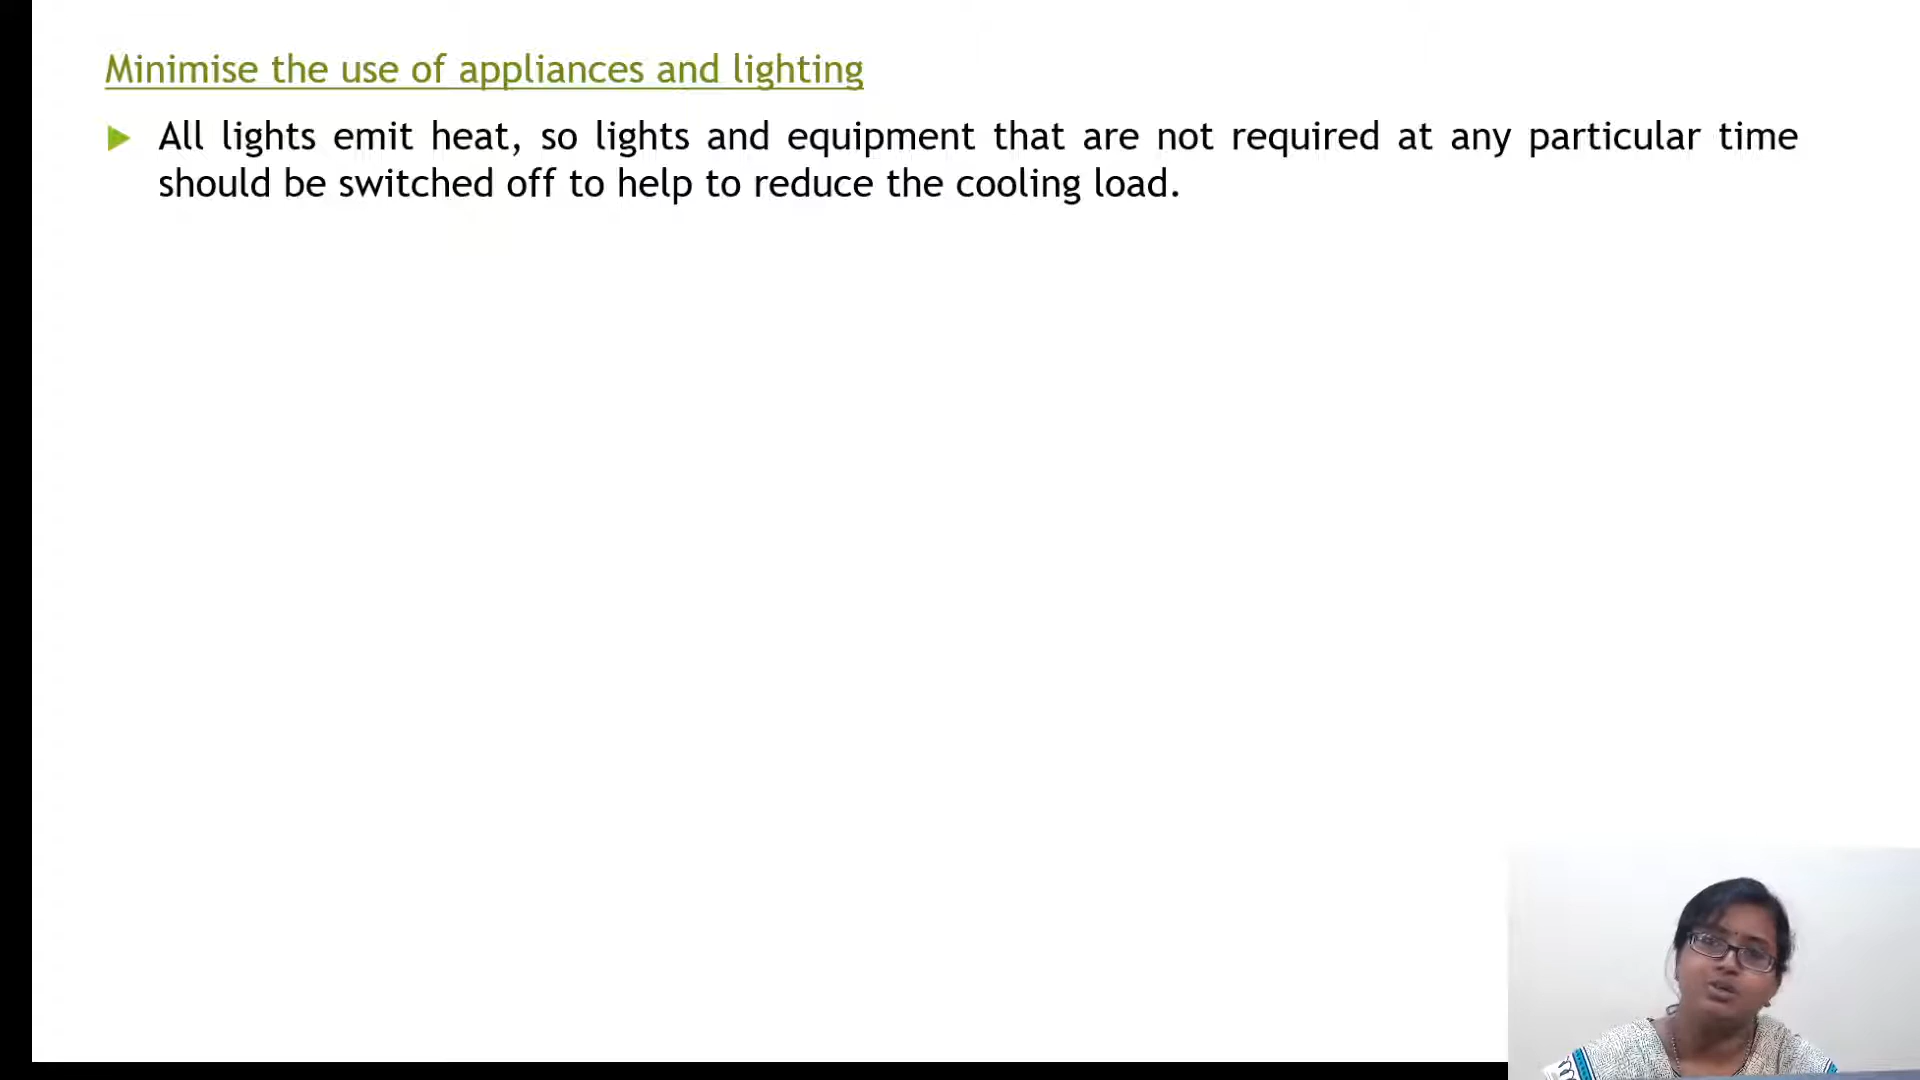 Minimise the use of appliances and lighting
All lights emit heat, so lights and equipment that are not required at any particular time
should be switched off to help to reduce the cooling load.